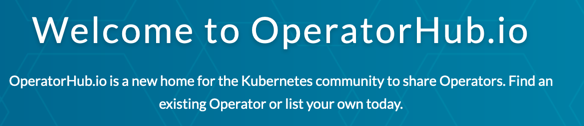 Welcome to OperatorHub.io
OperatorHub.io is a new home for the Kubernetes community to share Operators. Find an
existing Operator or list your own today.